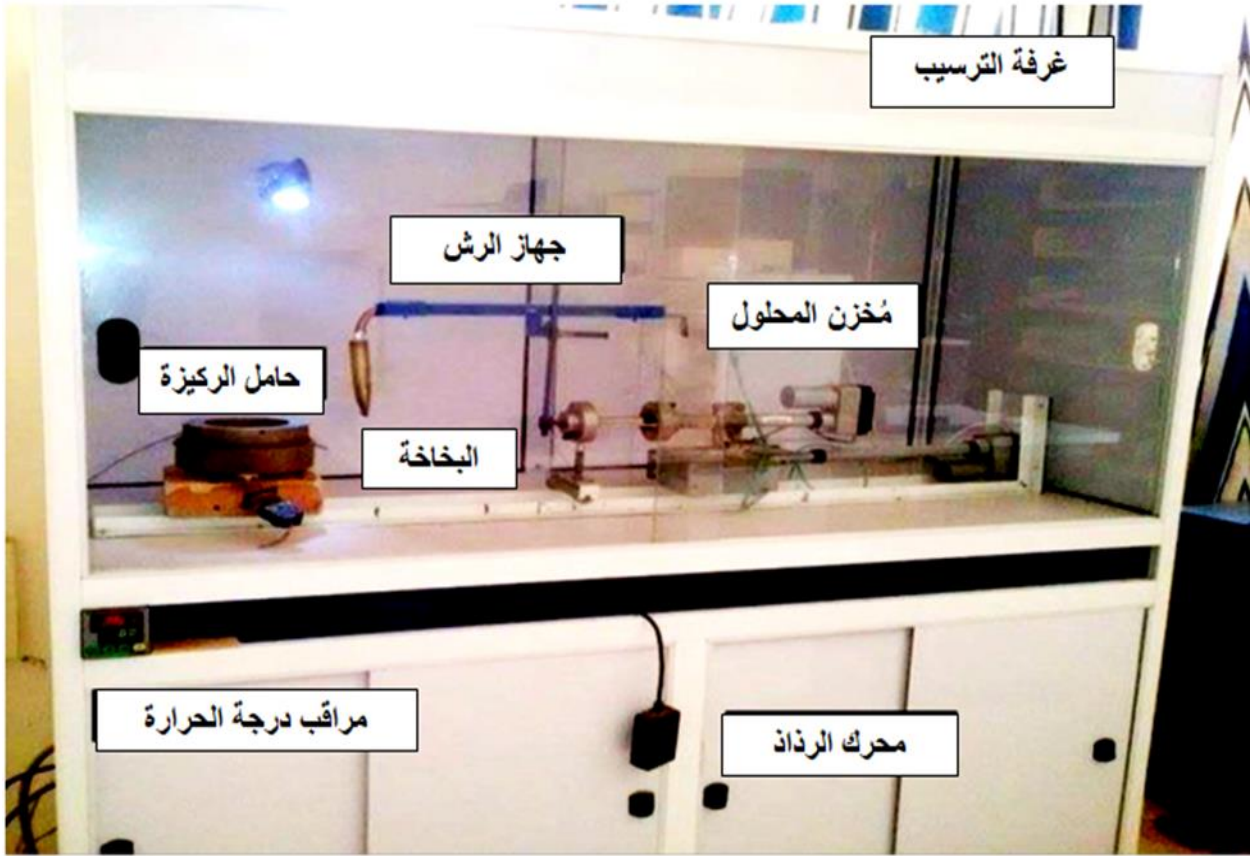 غرفة الترسيب
جهاز الرش
مُخزن المحلول
حامل الركيزة
البخاخة
مراقب درجة الحرارة
محرك الرذاذ